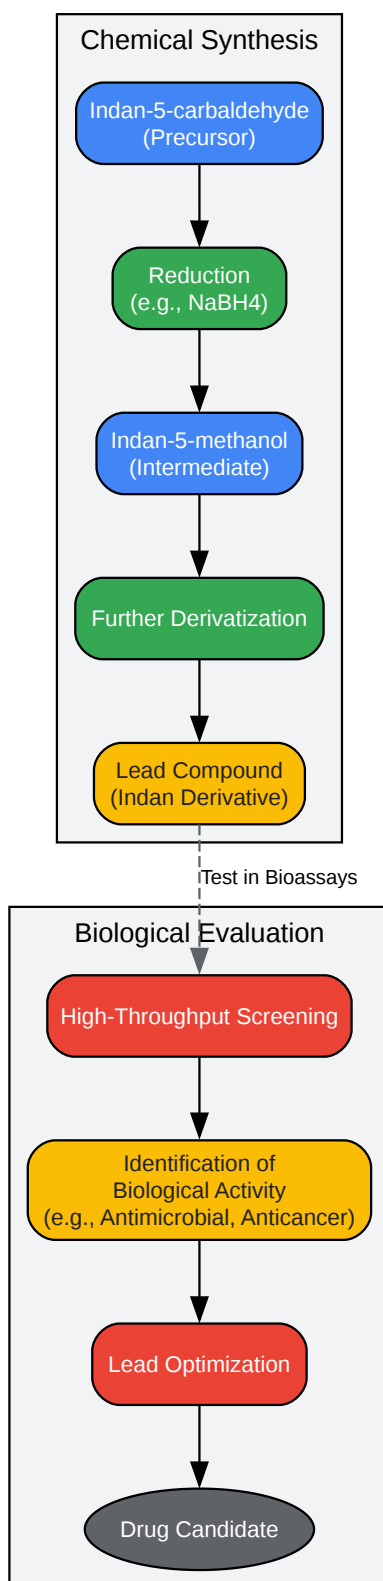 Chemical Synthesis
Indan-5-carbaldehyde
(Precursor)
Reduction
(e.g., NaBH4)
Indan-5-methanol
(Intermediate)
Further Derivatization
Lead Compound
(Indan Derivative)
Test in Bioassays
Biological Evaluation
High-Throughput Screening
Identification of
Biological Activity
(e.g., Antimicrobial, Anticancer)
Lead Optimization
Drug Candidate